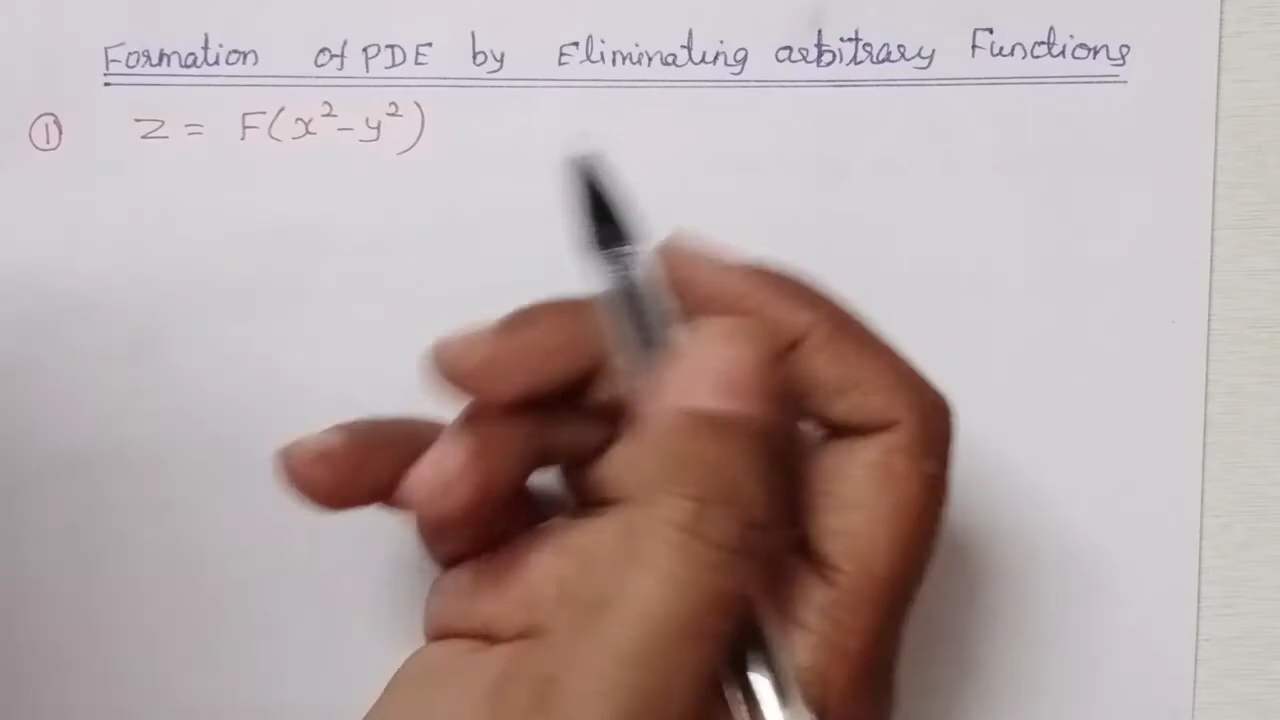 Formation of PDE by Eliminating arbitrary Functions
① z = F(x²-y²)